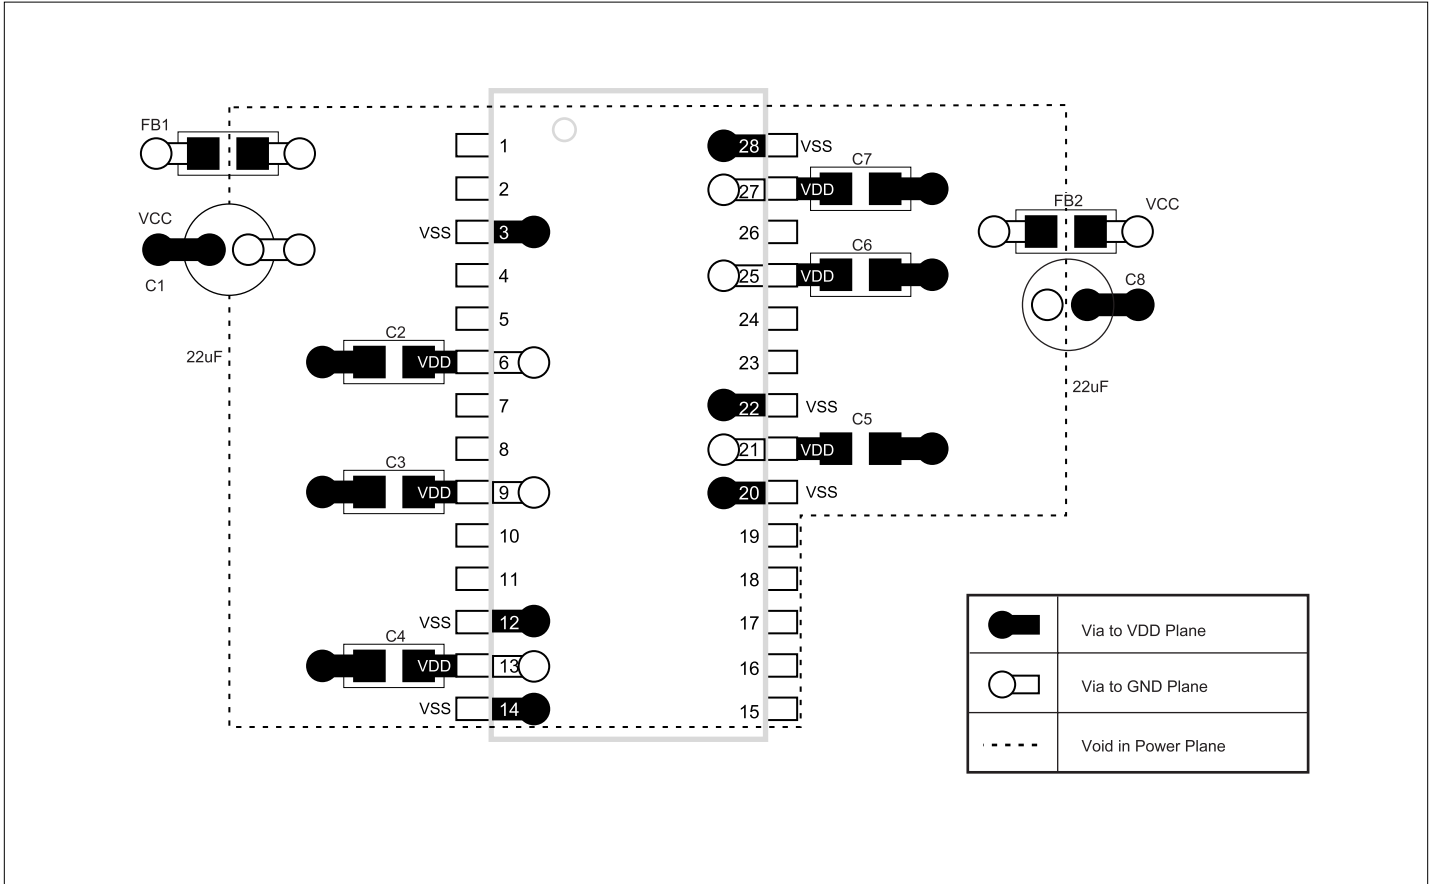 FB1
VCC
C1
22uF
1
2
VSS 3
4
5
C2
VDD 6
7
8
C3
VDD 9
10
11
VSS 12
C4
VDD 13
VSS 14
28 VSS
C7
27 VDD
26
C6
25 VDD
24
23
22 VSS
C5
21 VDD
20 VSS
19
18
17
16
15
FB2 VCC
C8
22uF
Via to VDD Plane
Via to GND Plane
Void in Power Plane